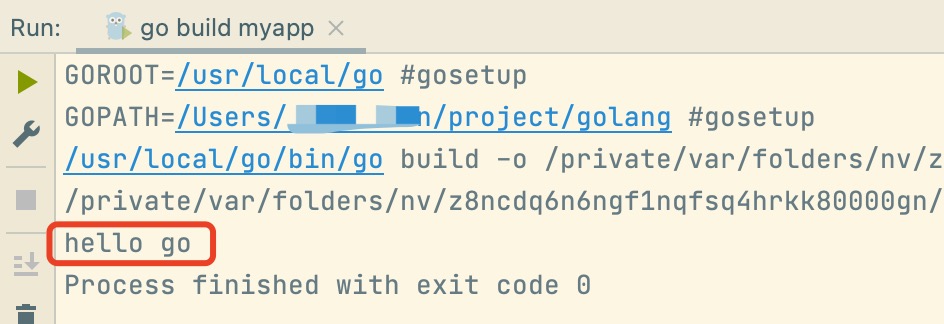 Run: go build myapp
GOROOT=/usr/local/go #gosetup
GOPATH=/Users/ n/project/golang #gosetup
/usr/local/go/bin/go build -o /private/var/folders/nv/z
/private/var/folders/nv/z8ncdq6n6ngf1nqfsq4hrkk80000gn/
hello go
Process finished with exit code 0